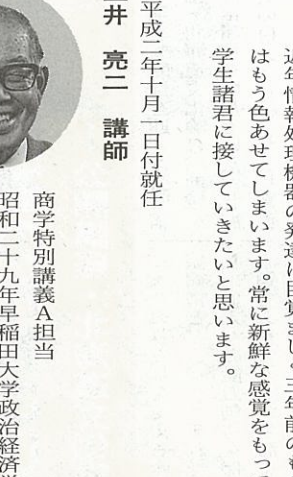 近年情報処理機器の発達は目覚まし、三年前のも
はもう色あせてしまいます。常に新鮮な感覚をもって
学生諸君に接していきたいと思います。
平成二年十月一日付就任
井 亮二 講師
商学特別講義A担当
昭和二十九年早稲田大学政治経済学